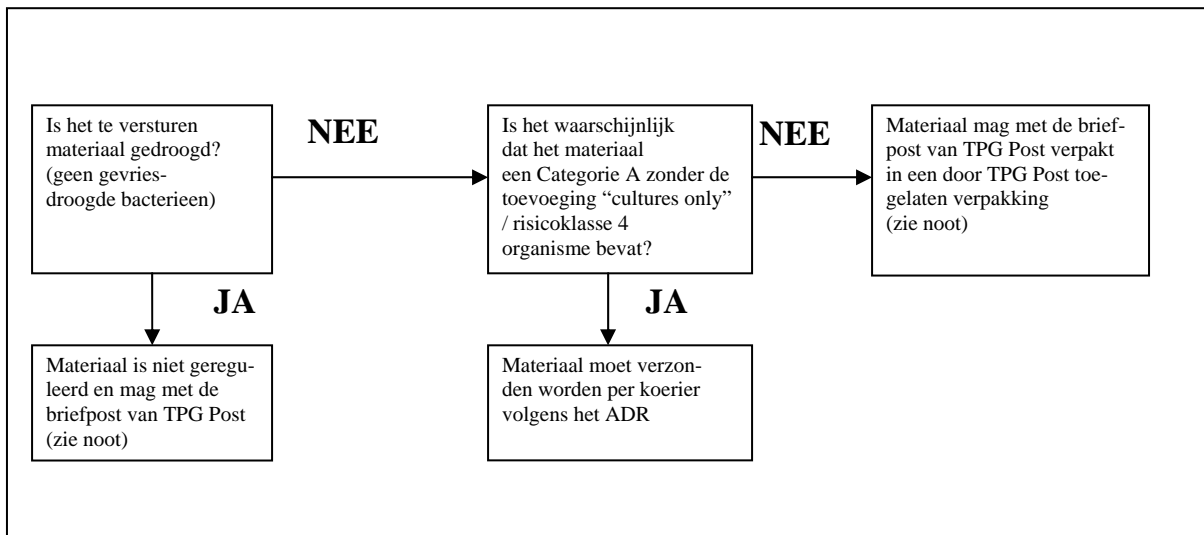 Is het te versturen
materiaal gedroogd?
(geen gevries-
droogde bacterieen)
NEE
Is het waarschijnlijk
dat het materiaal
een Categorie A zonder de
toevoeging “cultures only”
/ risicoklasse 4
organisme bevat?
NEE
Materiaal mag met de brief-
post van TPG Post verpakt
in een door TPG Post toe-
gelaten verpakking
(zie noot)
JA
JA
Materiaal is niet geregu-
leerd en mag met de
briefpost van TPG Post
(zie noot)
Materiaal moet verzon-
den worden per koerier
volgens het ADR